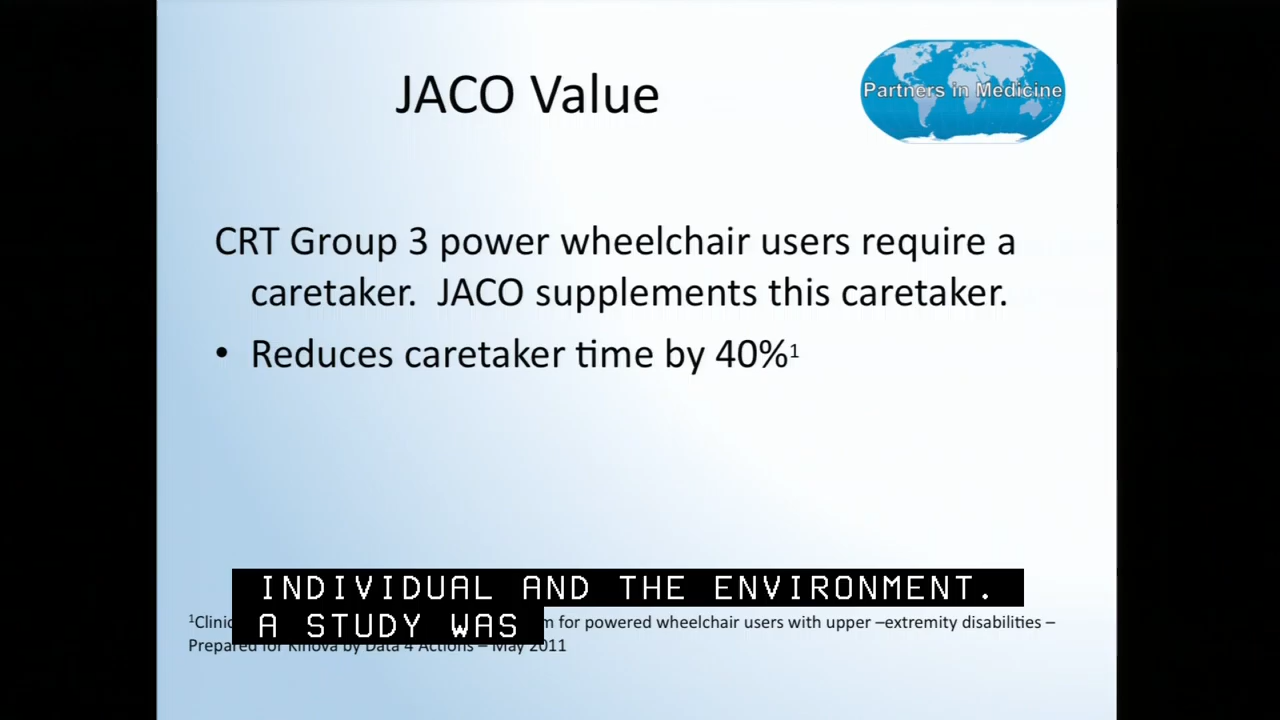 JACO Value
Partners in Medicine
CRT Group 3 power wheelchair users require a
caretaker.  JACO supplements this caretaker.
• Reduces caretaker time by 40%1
INDIVIDUAL AND THE ENVIRONMENT.
A STUDY WAS
for powered wheelchair users with upper –extremity disabilities –
Prepared for Kinova by Data 4 Actions – May 2011